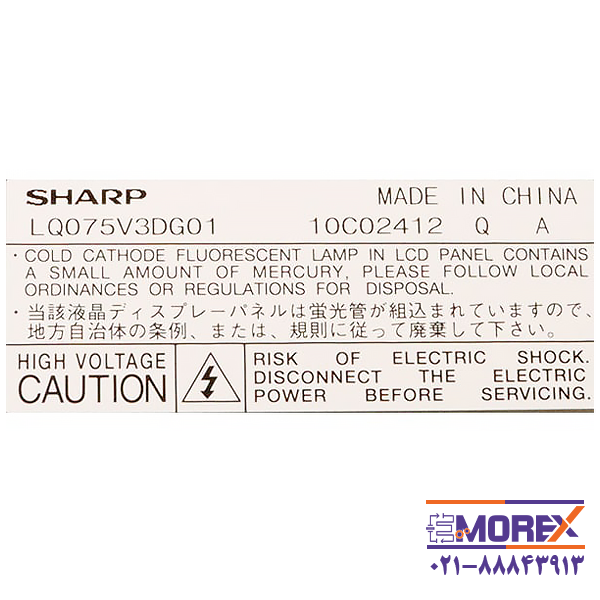 SHARP MADE IN CHINA
LQ075V3DG01 10C02412 Q A
・COLD CATHODE FLUORESCENT LAMP IN LCD PANEL CONTAINS
A SMALL AMOUNT OF MERCURY, PLEASE FOLLOW LOCAL
ORDINANCES OR REGULATIONS FOR DISPOSAL.
・当該液晶ディスプレーパネルは蛍光管が組込まれていますので、
地方自治体の条例、または、規則に従って廃棄して下さい。
HIGH VOLTAGE
CAUTION
RISK OF ELECTRIC SHOCK.
DISCONNECT THE ELECTRIC
POWER BEFORE SERVICING.
MOREX
۰۲۱-۸۸۸۴۳۹۱۳